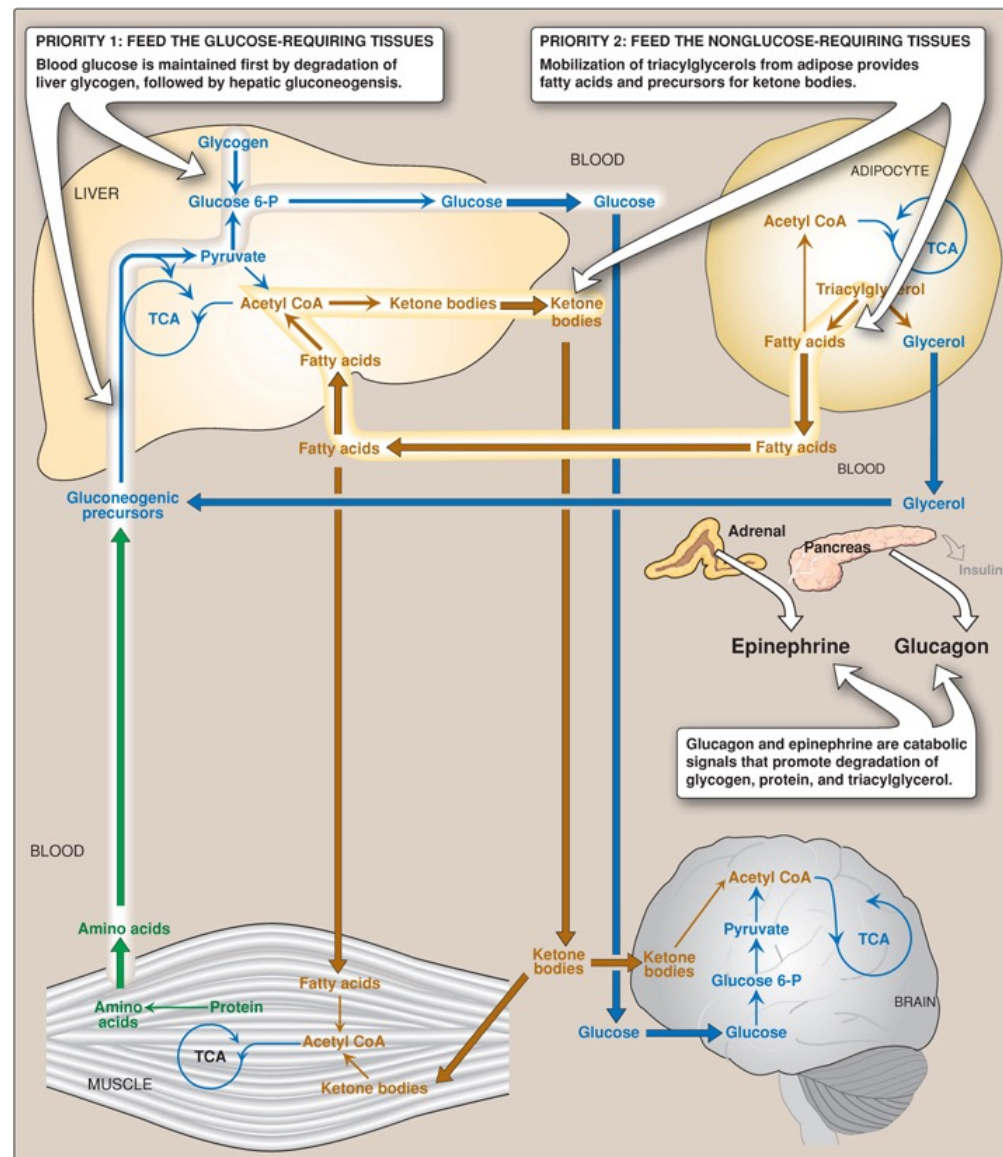 PRIORITY 1: FEED THE GLUCOSE-REQUIRING TISSUES
Blood glucose is maintained first by degradation of
liver glycogen, followed by hepatic gluconeogensis.
PRIORITY 2: FEED THE NONGLUCOSE-REQUIRING TISSUES
Mobilization of triacylglycerols from adipose provides
fatty acids and precursors for ketone bodies.
LIVER
Glycogen
Glucose 6-P
Glucose
Glucose
BLOOD
Pyruvate
TCA
Acetyl CoA
Ketone bodies
Ketone
bodies
Fatty acids
Fatty acids
ADIPOCYTE
Acetyl CoA
TCA
Triacylglycerol
Fatty acids
Glycerol
Fatty acids
BLOOD
Glycerol
Gluconeogenic
precursors
Adrenal
Pancreas
Insulin
Epinephrine
Glucagon
Glucagon and epinephrine are catabolic
signals that promote degradation of
glycogen, protein, and triacylglycerol.
BLOOD
Amino acids
Amino
acids
Protein
Fatty acids
Acetyl CoA
TCA
Ketone bodies
MUSCLE
Ketone
bodies
Ketone
bodies
Glucose
Glucose
Glucose 6-P
Pyruvate
Acetyl CoA
TCA
BRAIN